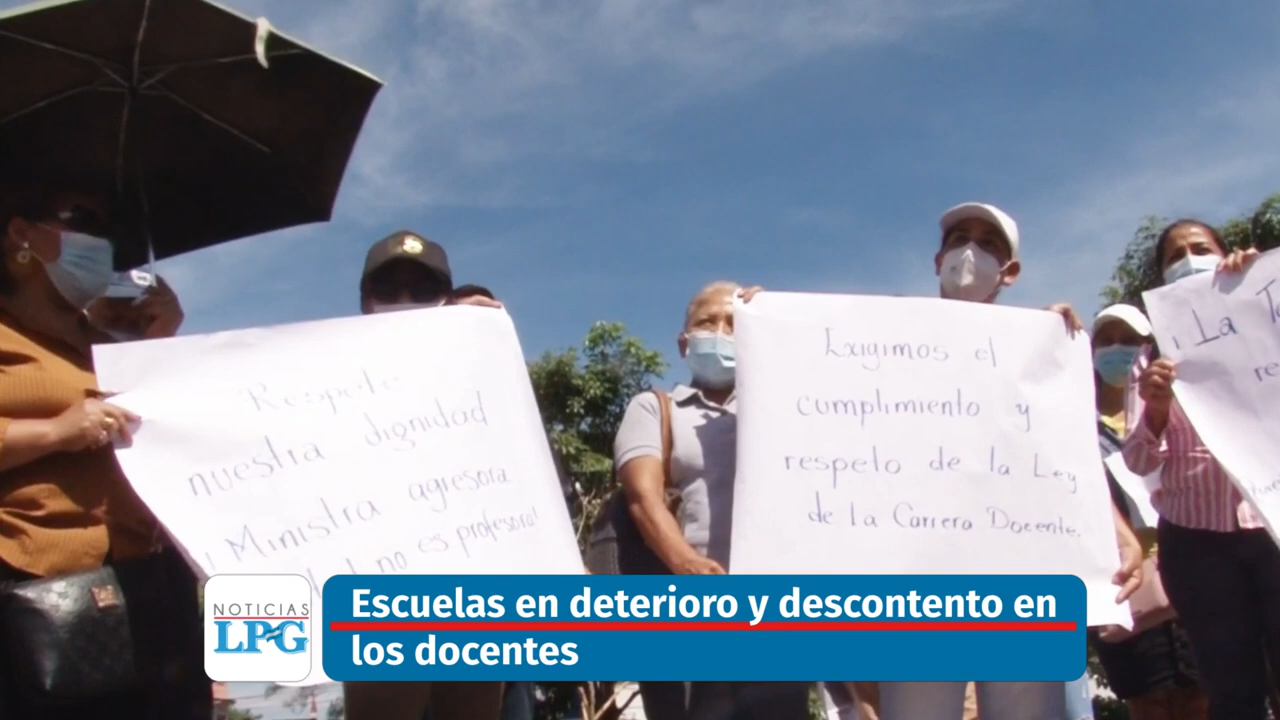 Respeto
nuestra dignidad
¡ Ministra agresora
no es profesora!
Exigimos el
cumplimiento y
respeto de la Ley
de la Carrera Docente.
¡ La
re
NOTICIAS
LPG
Escuelas en deterioro y descontento en
los docentes